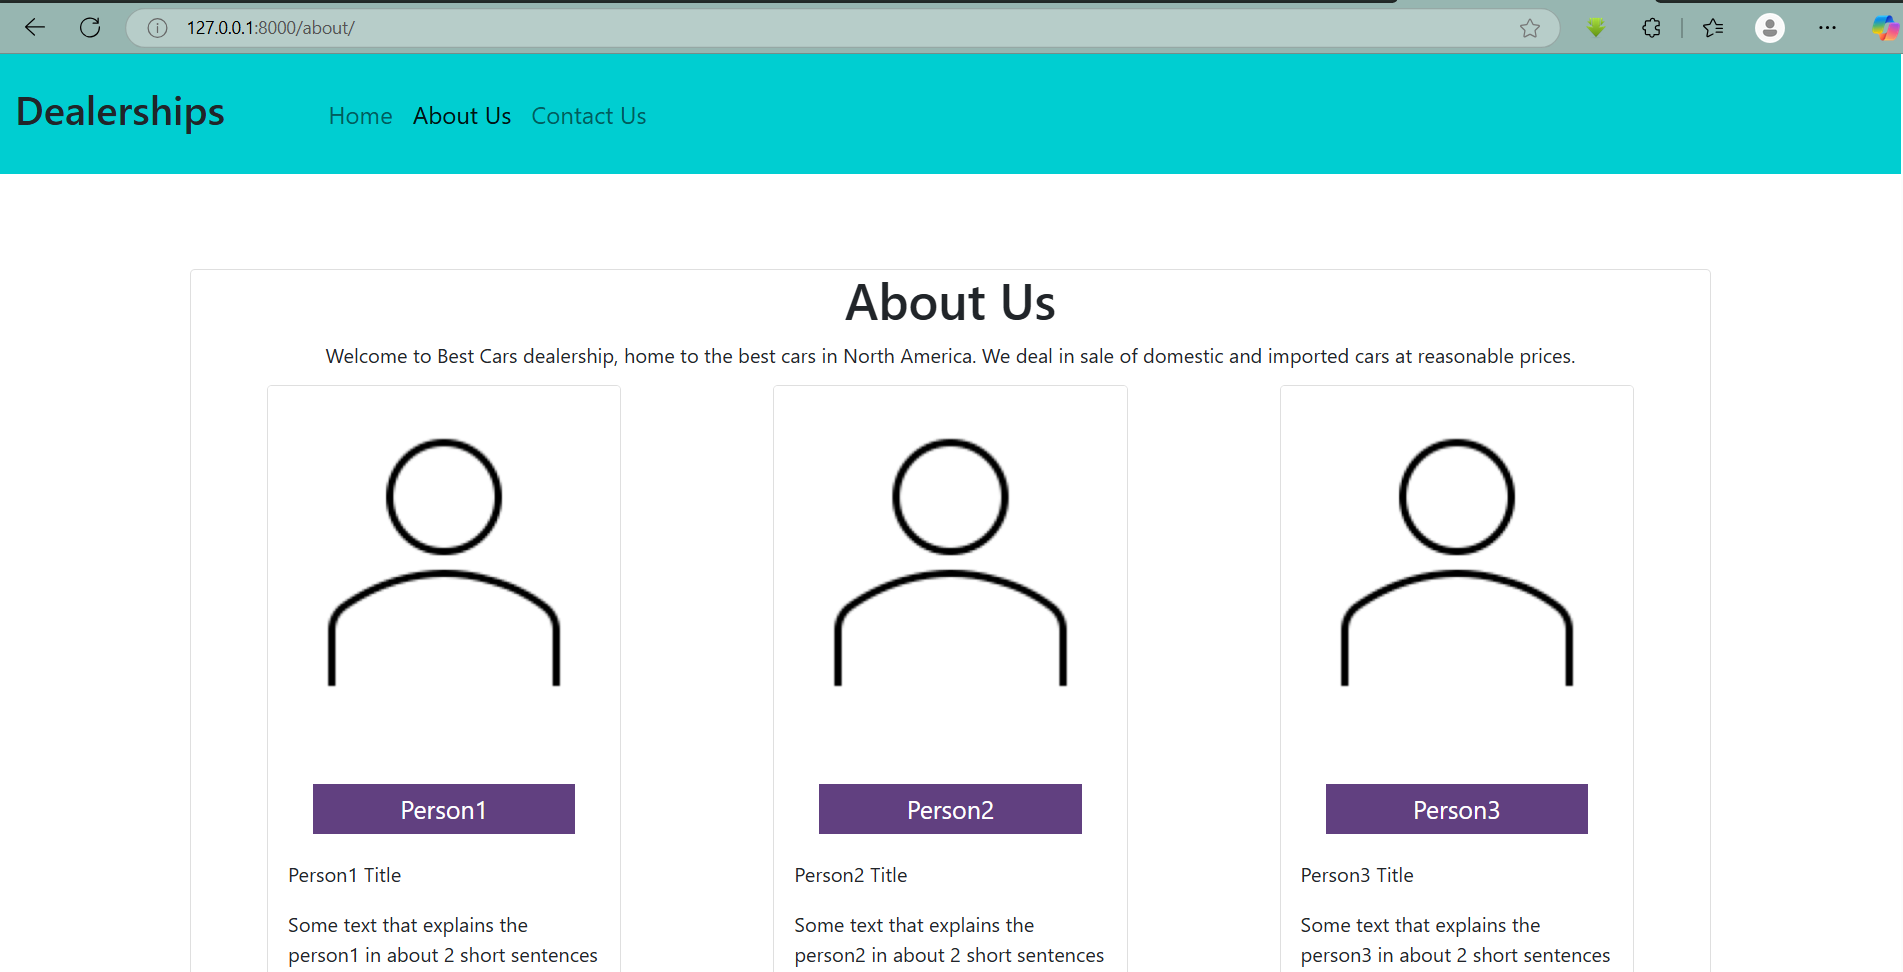 127.0.0.1:8000/about/
Dealerships
Home About Us Contact Us
About Us
Welcome to Best Cars dealership, home to the best cars in North America. We deal in sale of domestic and imported cars at reasonable prices.
Person1
Person1 Title
Some text that explains the
person1 in about 2 short sentences
Person2
Person2 Title
Some text that explains the
person2 in about 2 short sentences
Person3
Person3 Title
Some text that explains the
person3 in about 2 short sentences